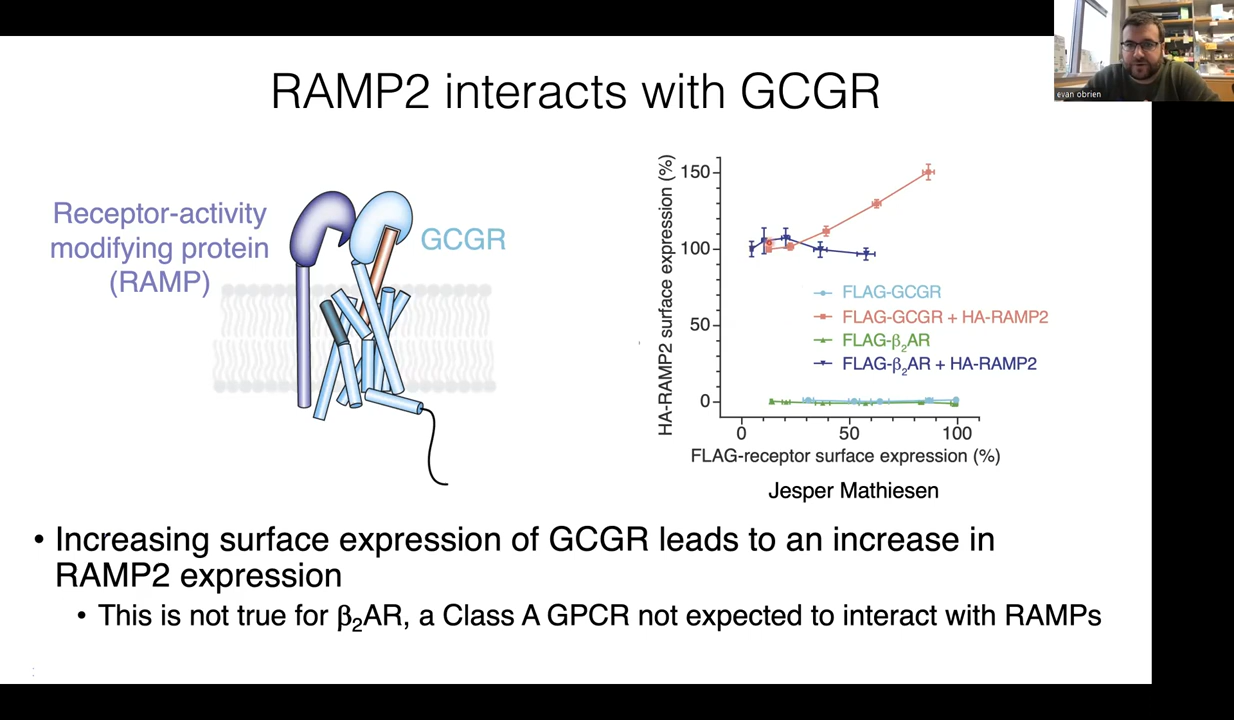 evan obrien
RAMP2 interacts with GCGR
Receptor-activity
modifying protein
(RAMP)
GCGR
HA-RAMP2 surface expression (%)
150
100
50
0
FLAG-GCGR
FLAG-GCGR + HA-RAMP2
FLAG-β₂AR
FLAG-β₂AR + HA-RAMP2
0 50 100
FLAG-receptor surface expression (%)
Jesper Mathiesen
• Increasing surface expression of GCGR leads to an increase in
RAMP2 expression
• This is not true for β₂AR, a Class A GPCR not expected to interact with RAMPs